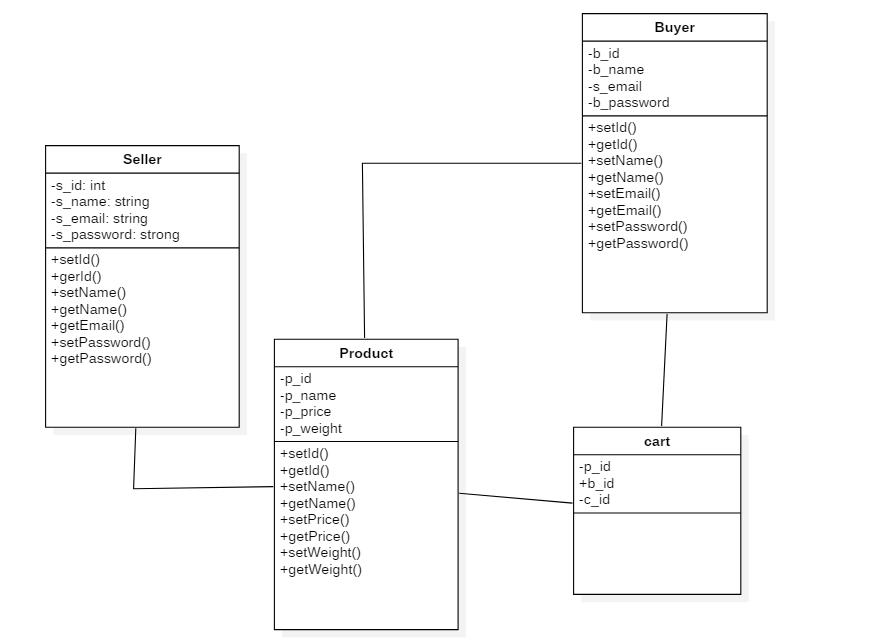 Buyer
-b_id
-b_name
-s_email
-b_password
+setId()
+getId()
+setName()
+getName()
+setEmail()
+getEmail()
+setPassword()
+getPassword()
Seller
-s_id: int
-s_name: string
-s_email: string
-s_password: strong
+setId()
+gerId()
+setName()
+getName()
+getEmail()
+setPassword()
+getPassword()
Product
-p_id
-p_name
-p_price
-p_weight
+setId()
+getId()
+setName()
+getName()
+setPrice()
+getPrice()
+setWeight()
+getWeight()
cart
-p_id
+b_id
-c_id